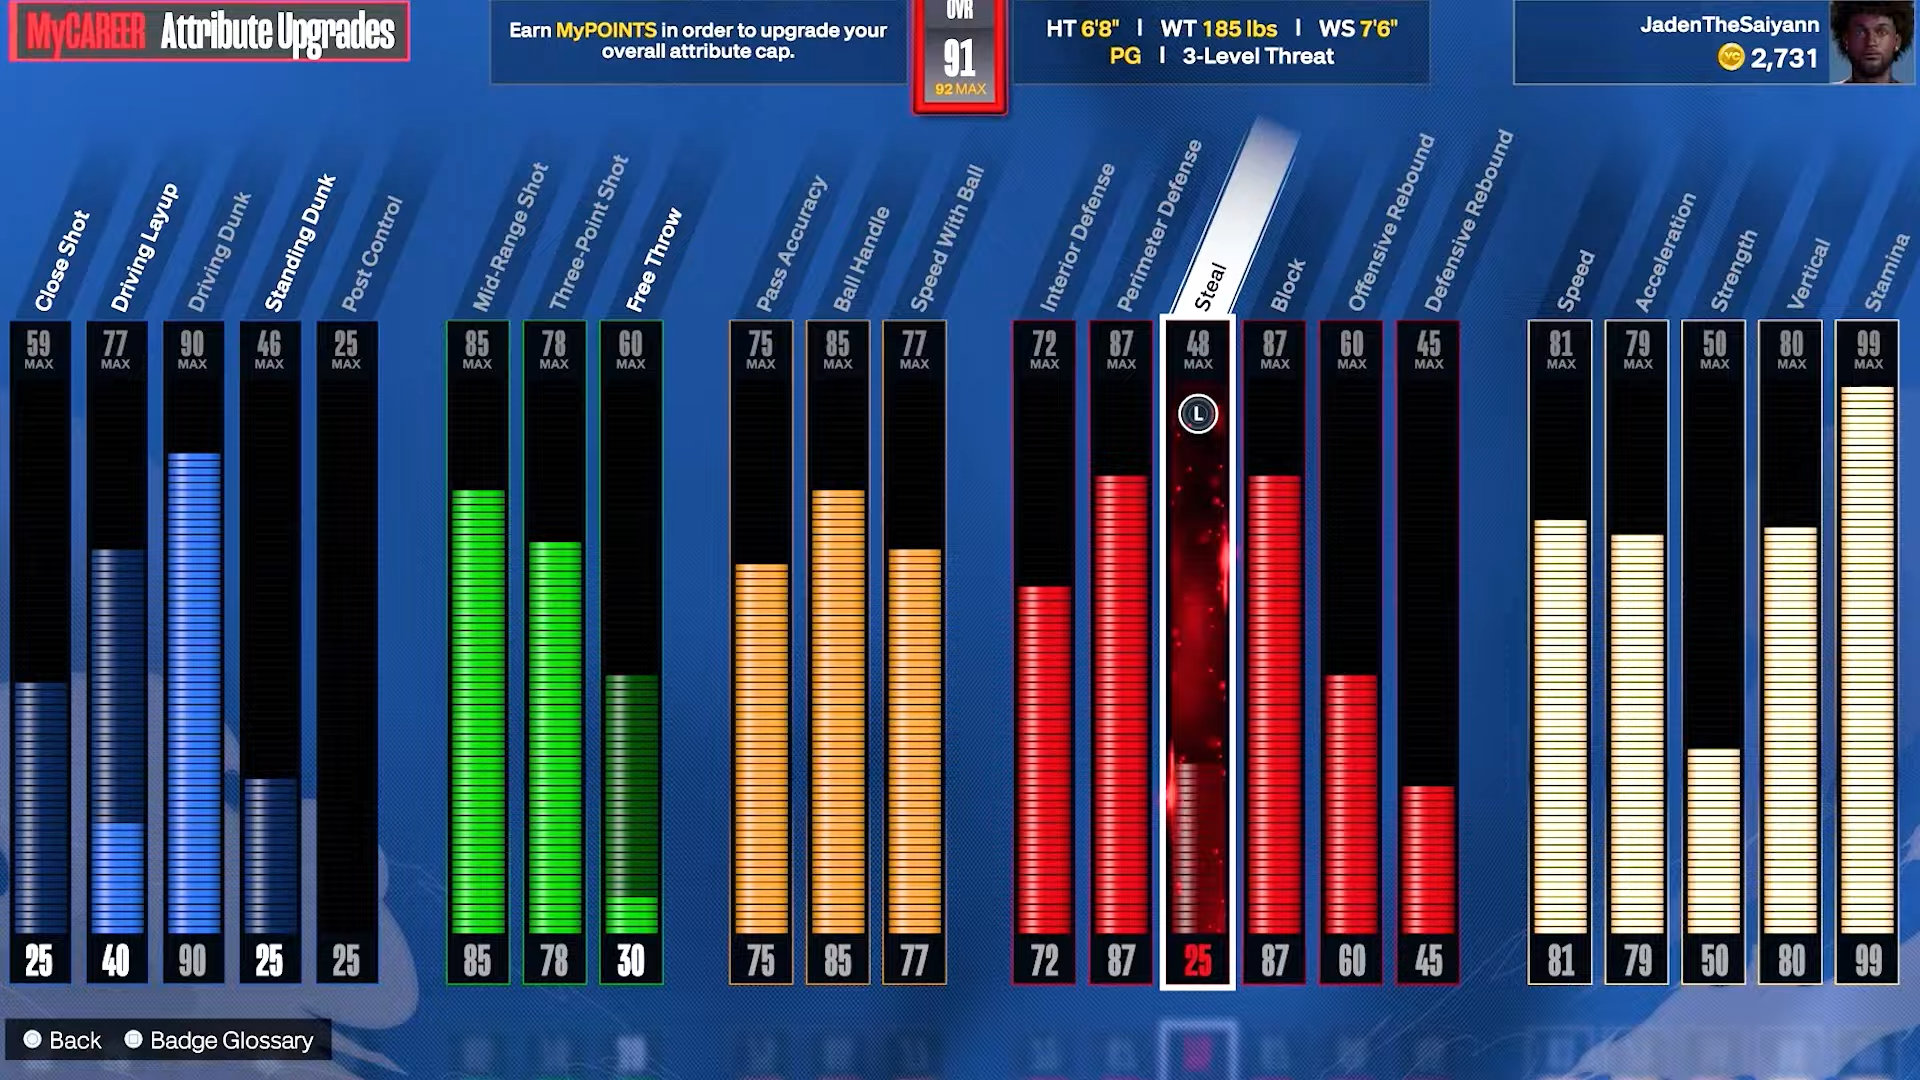 MyCAREER Attribute Upgrades
Earn MyPOINTS in order to upgrade your
overall attribute cap.
OVR
91
92 MAX
HT 6'8" | WT 185 lbs | WS 7'6"
PG | 3-Level Threat
JadenTheSaiyann
VC 2,731
Close Shot
Driving Layup
Driving Dunk
Standing Dunk
Post Control
Mid-Range Shot
Three-Point Shot
Free Throw
Pass Accuracy
Ball Handle
Speed With Ball
Interior Defense
Perimeter Defense
Steal
Block
Offensive Rebound
Defensive Rebound
Speed
Acceleration
Strength
Vertical
Stamina
59 77 90 46 25 85 78 60 75 85 77 72 87 48 87 60 45 81 79 50 80 99
MAX MAX MAX MAX MAX MAX MAX MAX MAX MAX MAX MAX MAX MAX MAX MAX MAX MAX MAX MAX MAX MAX
L
25 40 90 25 25 85 78 30 75 85 77 72 87 25 87 60 45 81 79 50 80 99
Back Badge Glossary